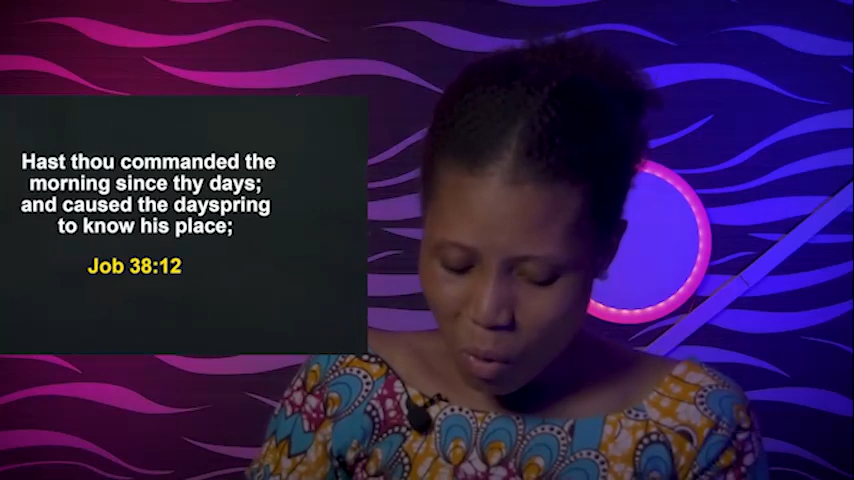 Hast thou commanded the
morning since thy days;
and caused the dayspring
to know his place;
Job 38:12